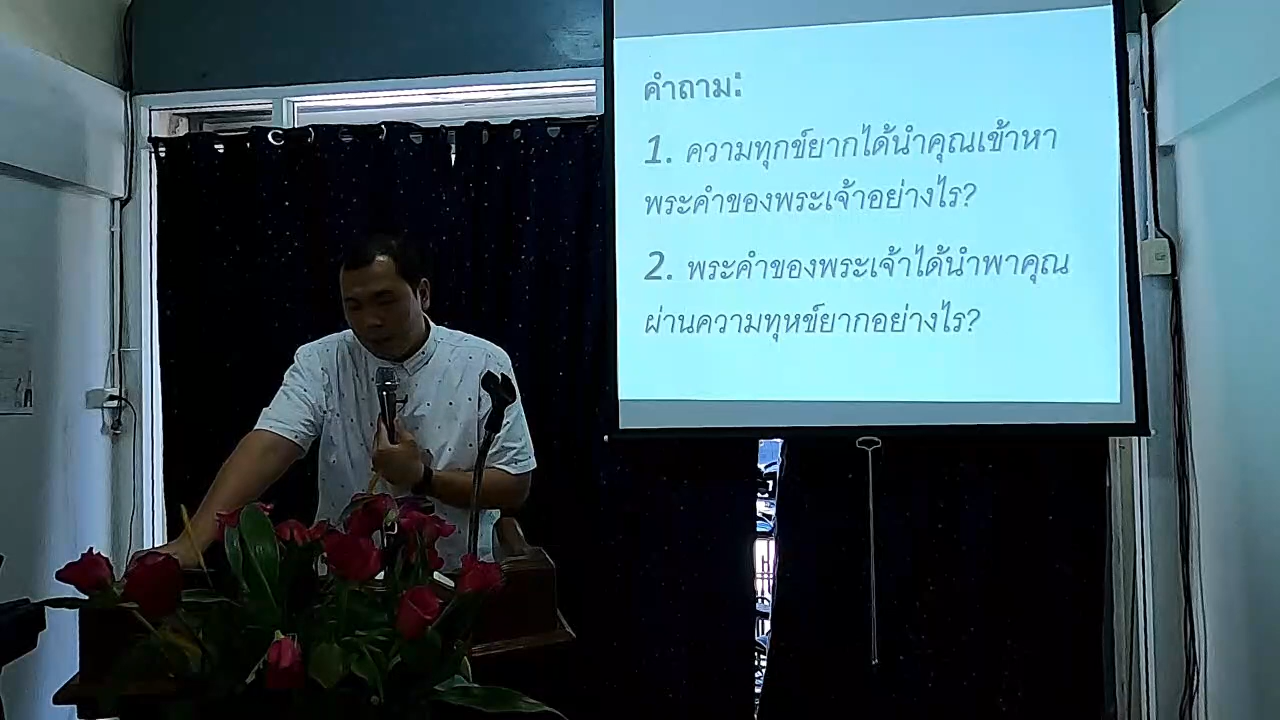 คำถาม:
1. ความทุกข์ยากได้นำคุณเข้าหา
พระคำของพระเจ้าอย่างไร?
2. พระคำของพระเจ้าได้นำพาคุณ
ผ่านความทุหข์ยากอย่างไร?